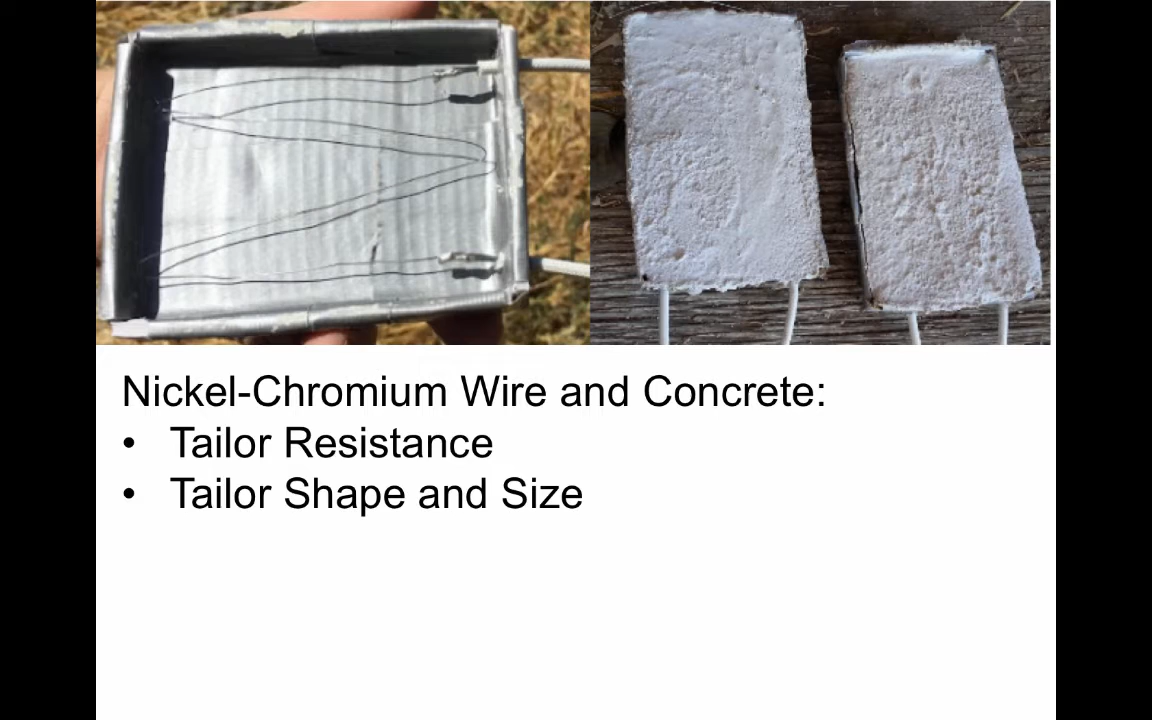 Nickel-Chromium Wire and Concrete:
• Tailor Resistance
• Tailor Shape and Size